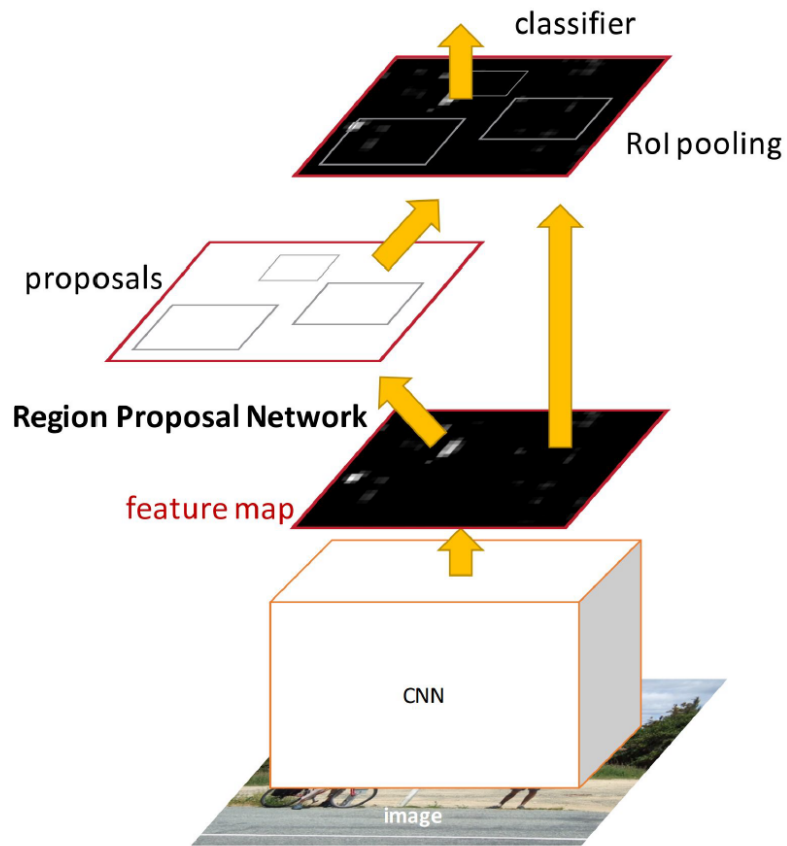 classifier
RoI pooling
proposals
Region Proposal Network
feature map
CNN
image